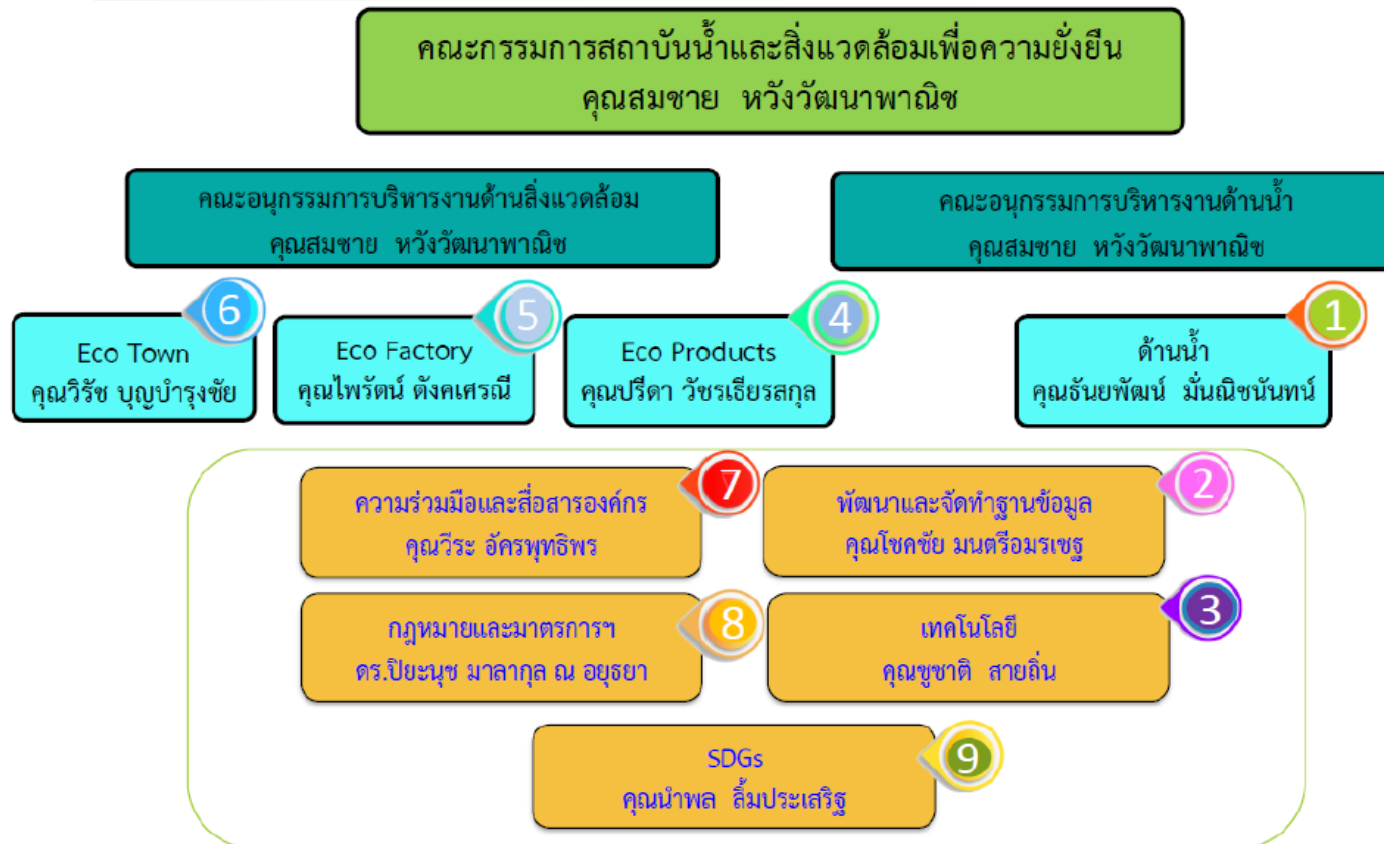 คณะกรรมการสถาบันน้ำและสิ่งแวดล้อมเพื่อความยั่งยืน
คุณสมชาย หวังวัฒนาพาณิช
คณะอนุกรรมการบริหารงานด้านสิ่งแวดล้อม
คุณสมชาย หวังวัฒนาพาณิช
คณะอนุกรรมการบริหารงานด้านน้ำ
คุณสมชาย หวังวัฒนาพาณิช
6
Eco Town
คุณวิรัช บุญบำรุงชัย
5
Eco Factory
คุณไพรัตน์ ตังคเศรณี
4
Eco Products
คุณปรีดา วัชรเธียรสกุล
1
ด้านน้ำ
คุณธันยพัฒน์ มั่นณิชนันทน์
7
ความร่วมมือและสื่อสารองค์กร
คุณวีระ อัครพุทธิพร
2
พัฒนาและจัดทำฐานข้อมูล
คุณโชคชัย มนตรีอมรเชฐ
8
กฎหมายและมาตรการฯ
ดร.ปิยะนุช มาลากุล ณ อยุธยา
3
เทคโนโลยี
คุณชูชาติ สายถิ่น
9
SDGs
คุณนำพล ลิ้มประเสริฐ